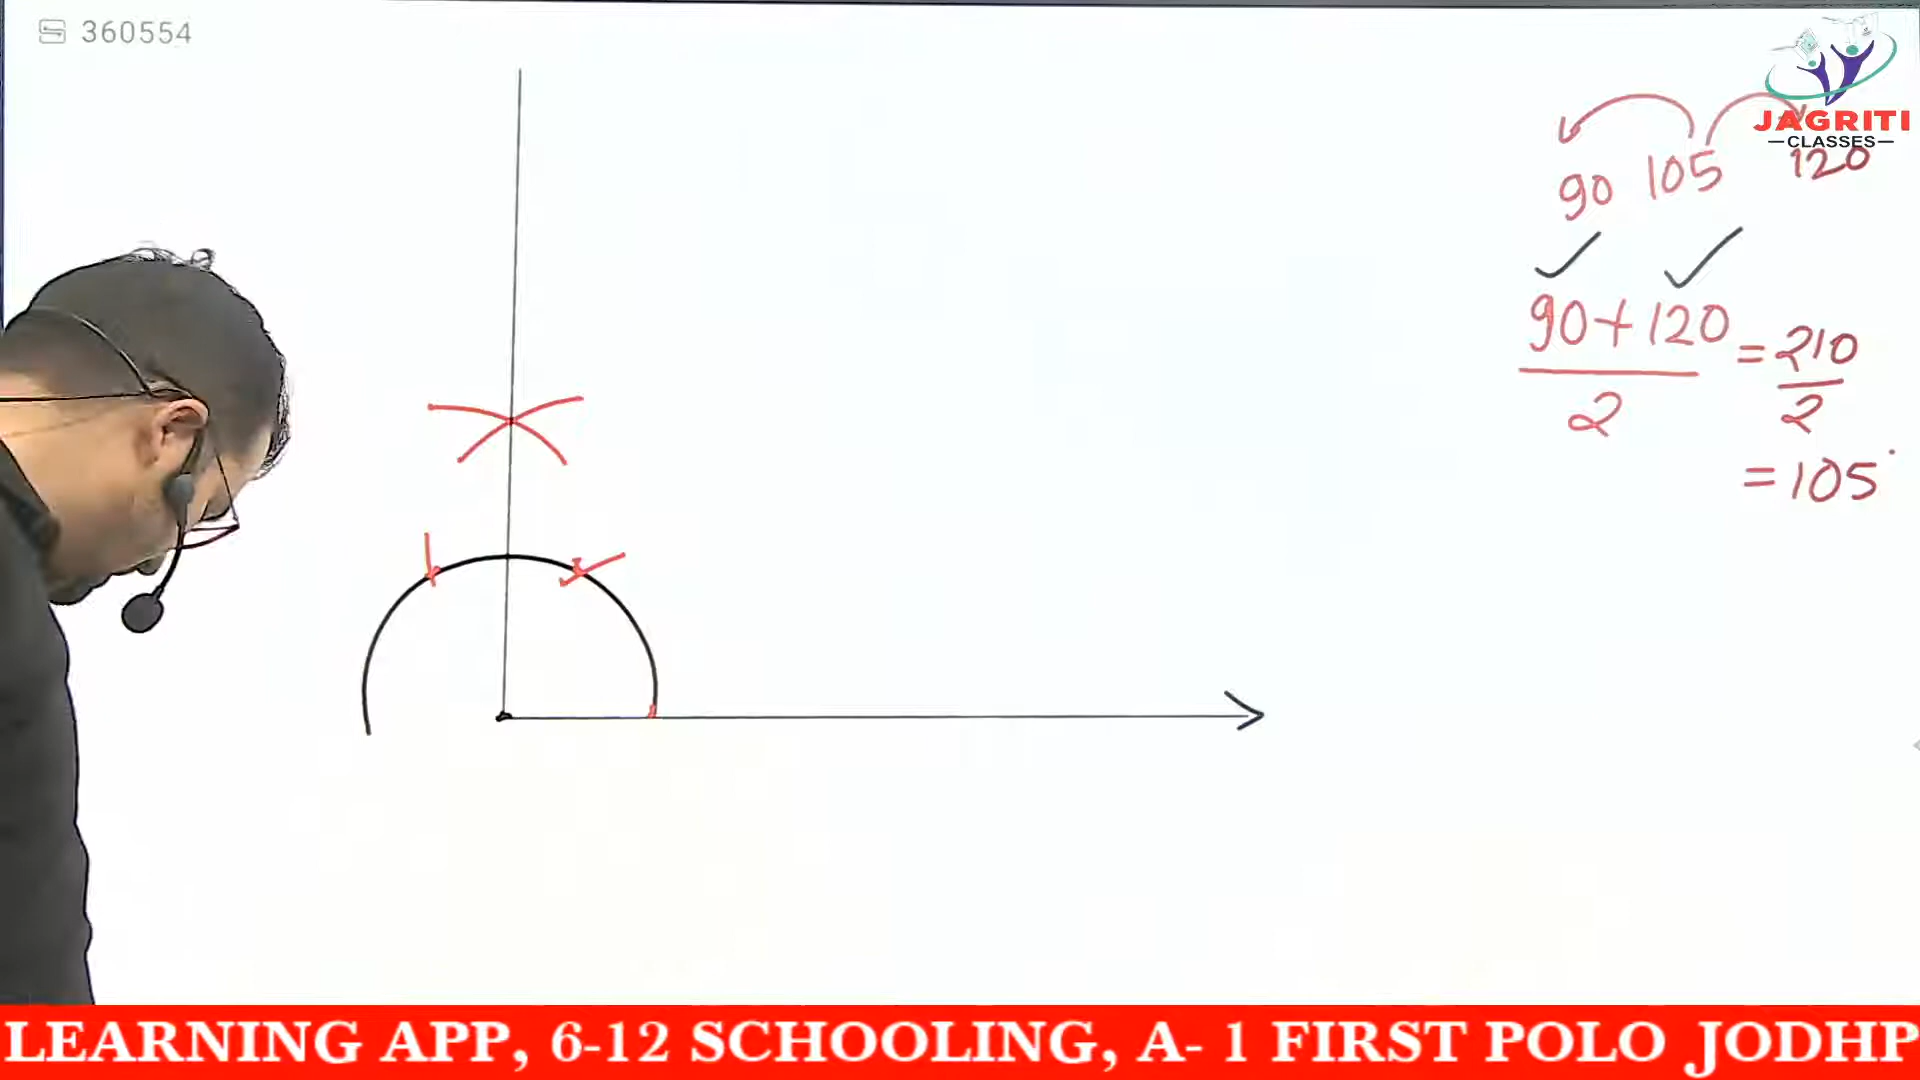 360554
JAGRITI
CLASSES
90 105 120
90+120
2
= 210
2
= 105°
LEARNING APP, 6-12 SCHOOLING, A- 1 FIRST POLO JODHP